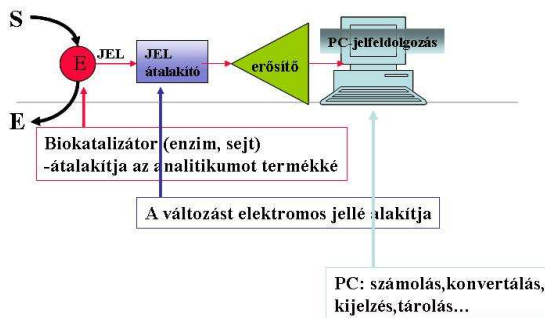 S
E
JEL
JEL
átalakító
erősítő
PC-jelfeldolgozás
E
Biokatalizátor (enzim, sejt)
-átalakítja az analitikumot termékké
A változást elektromos jellé alakítja
PC: számolás,konvertálás,
kijelzés,tárolás...